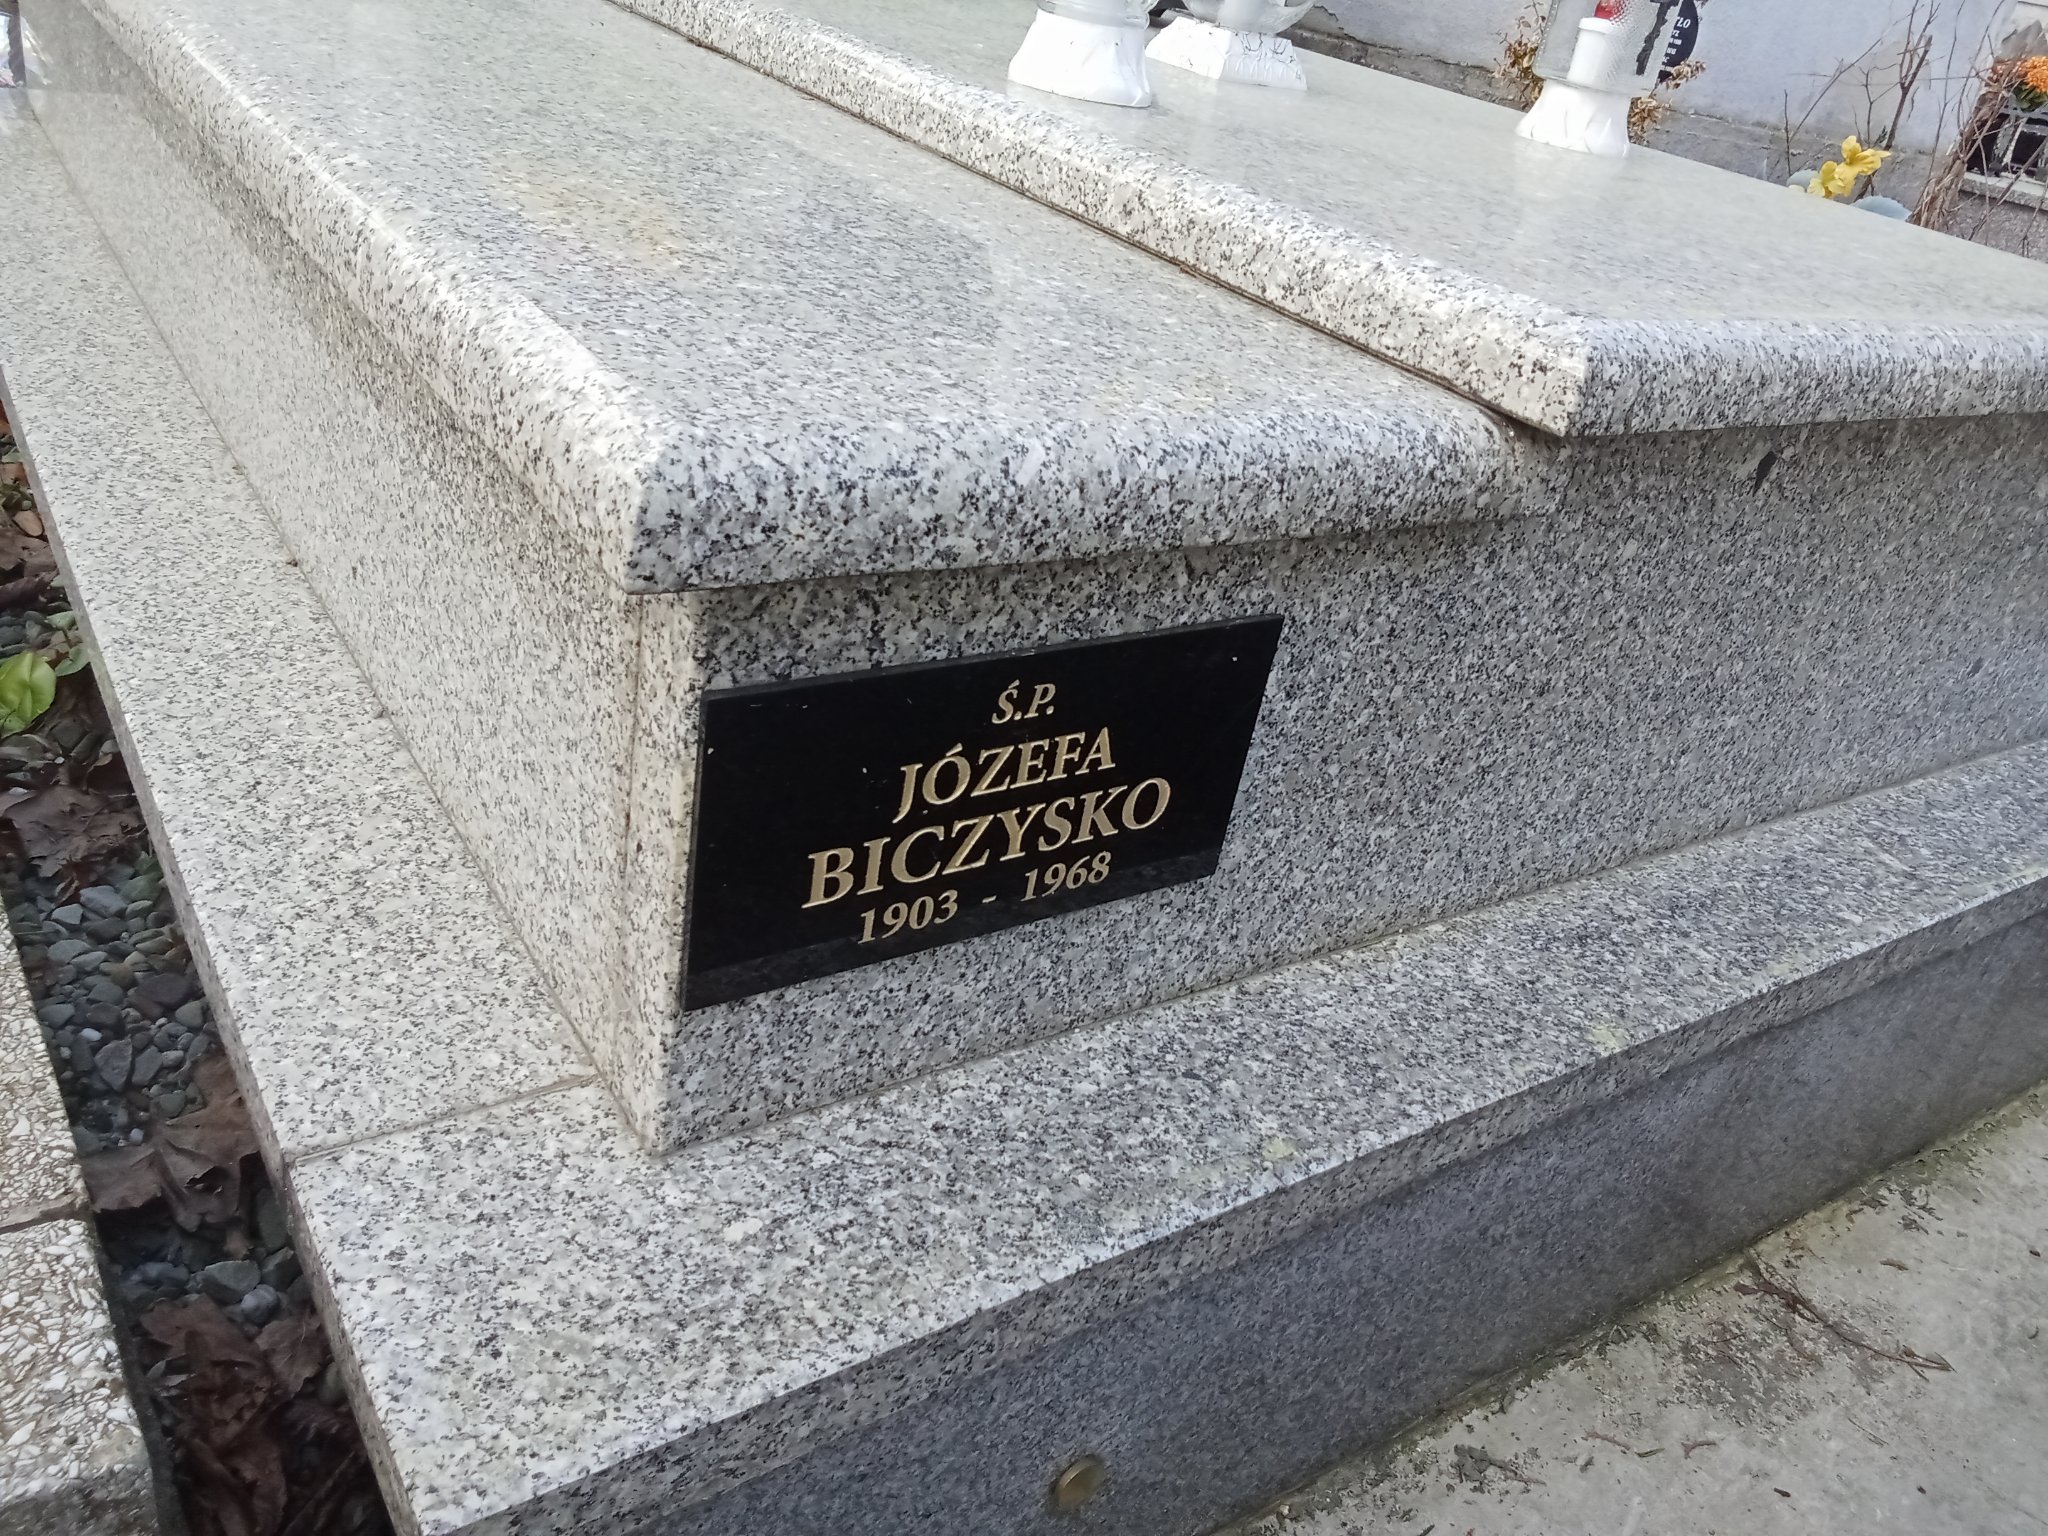 Ś.P.
JÓZEFA
BICZYSKO
1903 - 1968